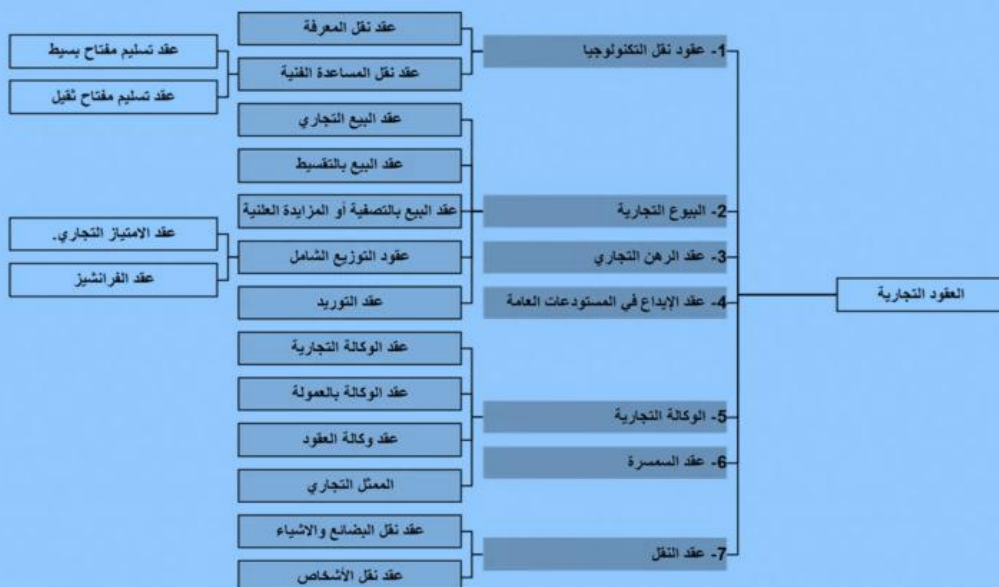 العقود التجارية
1- عقود نقل التكنولوجيا
عقد نقل المعرفة
عقد نقل المساعدة الفنية
عقد تسليم مفتاح بسيط
عقد تسليم مفتاح ثقيل
2- البيوع التجارية
عقد البيع التجاري
عقد البيع بالتقسيط
عقد البيع بالتصفية أو المزايدة العلنية
عقود التوزيع الشامل
عقد الامتياز التجاري.
عقد الفرانشيز
عقد التوريد
3- عقد الرهن التجاري
4- عقد الإيداع في المستودعات العامة
5- الوكالة التجارية
عقد الوكالة التجارية
عقد الوكالة بالعمولة
عقد وكالة العقود
الممثل التجاري
6- عقد السمسرة
7- عقد النقل
عقد نقل البضائع والاشياء
عقد نقل الأشخاص